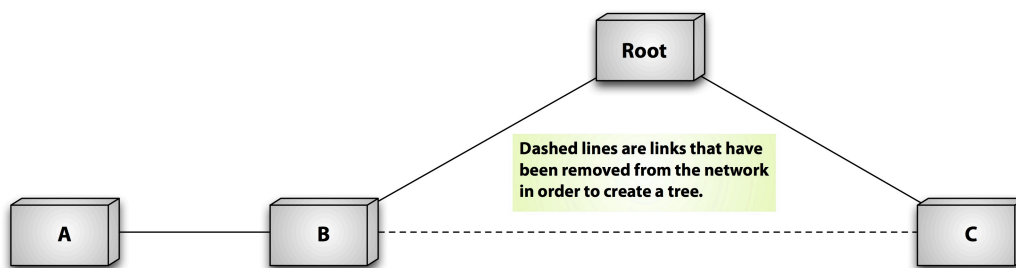 Root
Dashed lines are links that have
been removed from the network
in order to create a tree.
A
B
C